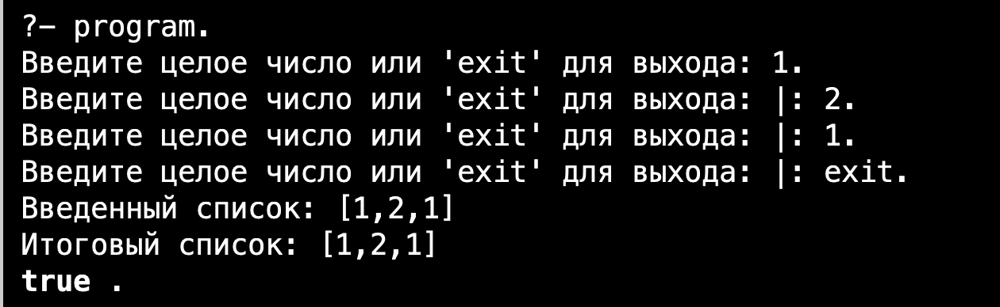 ?- program.
Введите целое число или 'exit' для выхода: 1.
Введите целое число или 'exit' для выхода: |: 2.
Введите целое число или 'exit' для выхода: |: 1.
Введите целое число или 'exit' для выхода: |: exit.
Введенный список: [1,2,1]
Итоговый список: [1,2,1]
true .